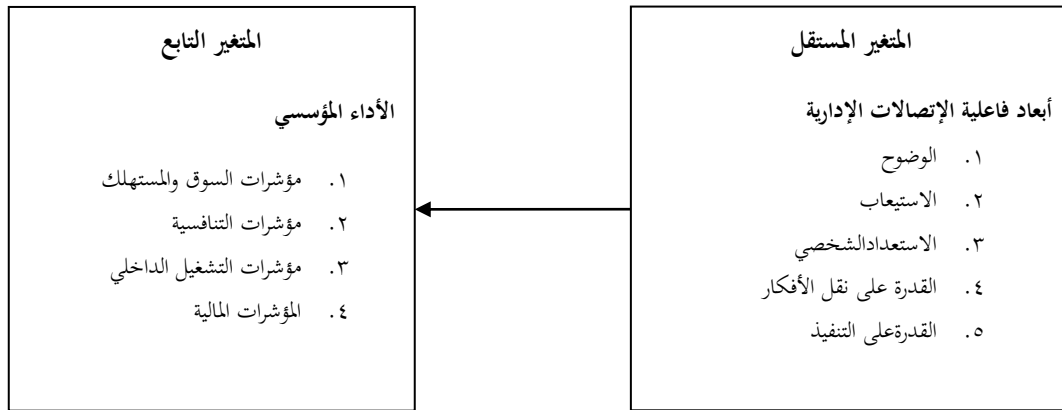 المتغير المستقل
أبعاد فاعلية الإتصالات الإدارية
١. الوضوح
٢. الاستيعاب
٣. الاستعدادالشخصي
٤. القدرة على نقل الأفكار
٥. القدرةعلى التنفيذ
المتغير التابع
الأداء المؤسسي
١. مؤشرات السوق والمستهلك
٢. مؤشرات التنافسية
٣. مؤشرات التشغيل الداخلي
٤. المؤشرات المالية